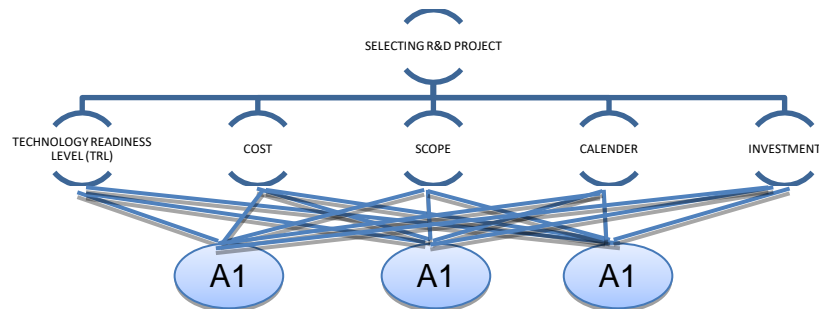 SELECTING R&D PROJECT
TECHNOLOGY READINESS
LEVEL (TRL)
COST
SCOPE
CALENDER
INVESTMENT
A1
A1
A1